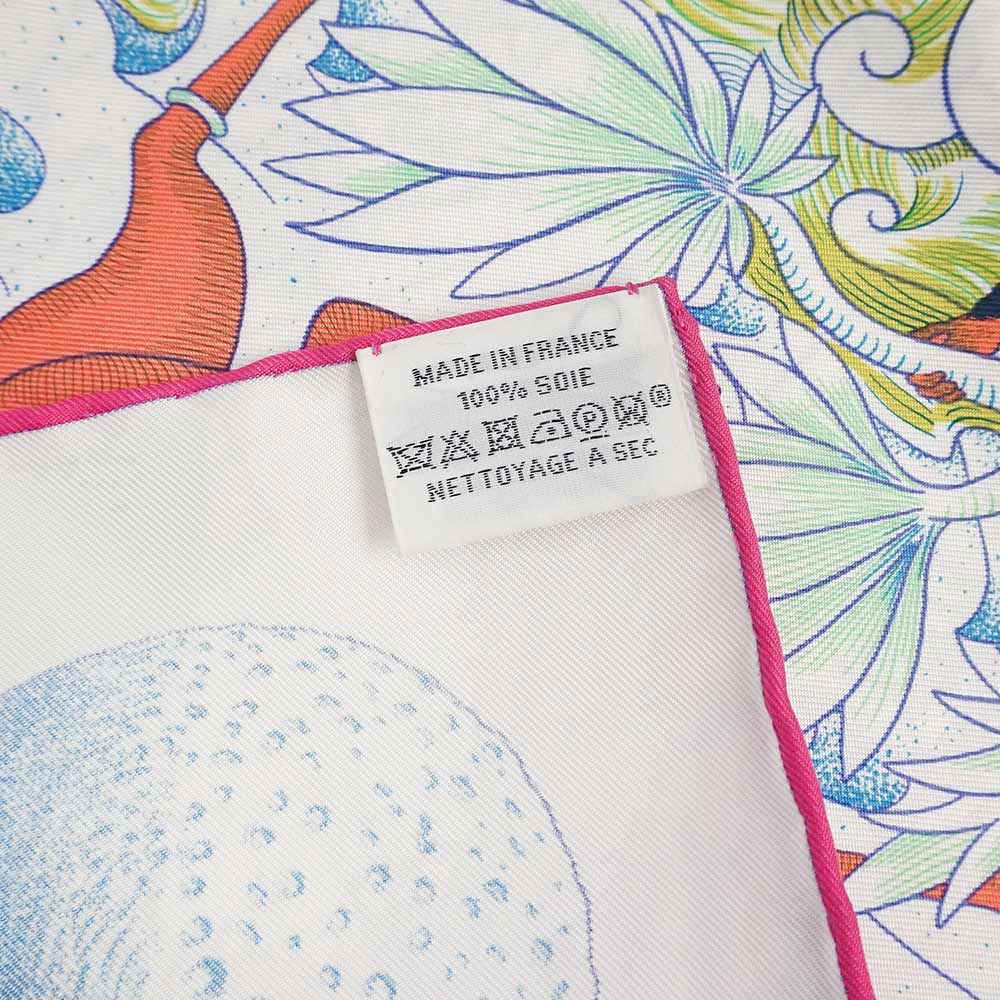 MADE IN FRANCE
100% SOIE
®
NETTOYAGE A SEC